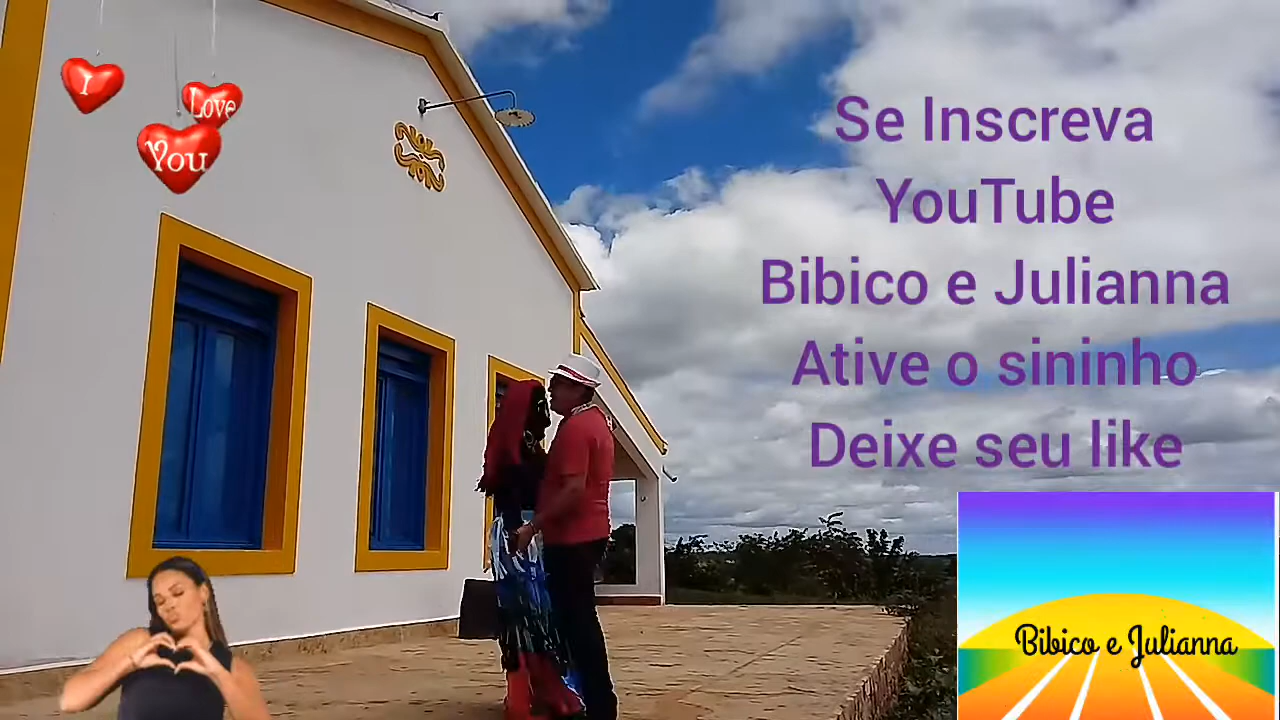 I
Love
You
Se Inscreva
YouTube
Bibico e Julianna
Ative o sininho
Deixe seu like
Bibico e Julianna